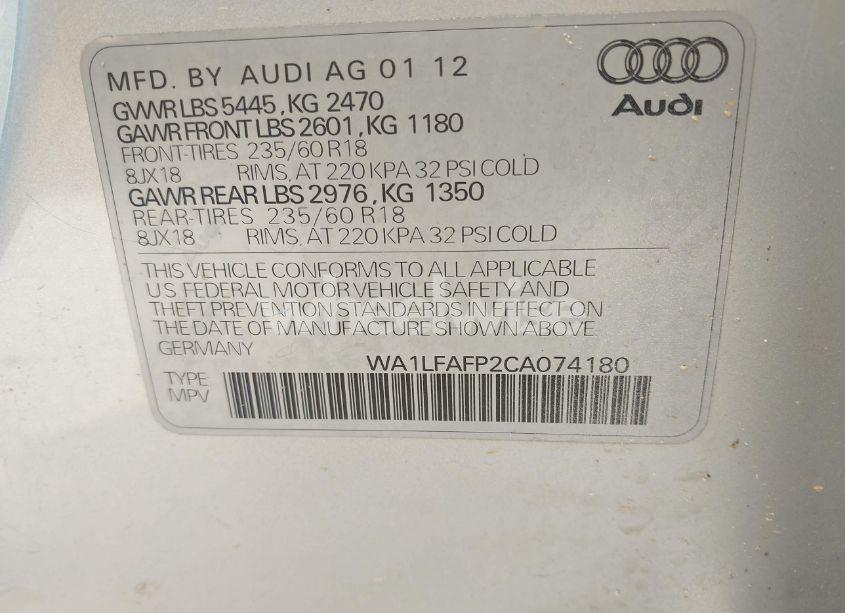 MFD. BY AUDI AG 01 12
Audi
GVWR LBS 5445, KG 2470
GAWR FRONT LBS 2601, KG 1180
FRONT-TIRES 235/60 R18
8JX18 RIMS, AT 220 KPA 32 PSI COLD
GAWR REAR LBS 2976, KG 1350
REAR-TIRES 235/60 R18
8JX18 RIMS, AT 220 KPA 32 PSI COLD
THIS VEHICLE CONFORMS TO ALL APPLICABLE
U.S. FEDERAL MOTOR VEHICLE SAFETY AND
THEFT PREVENTION STANDARDS IN EFFECT ON
THE DATE OF MANUFACTURE SHOWN ABOVE
GERMANY
WA1LFAFP2CA074180
TYPE
MPV